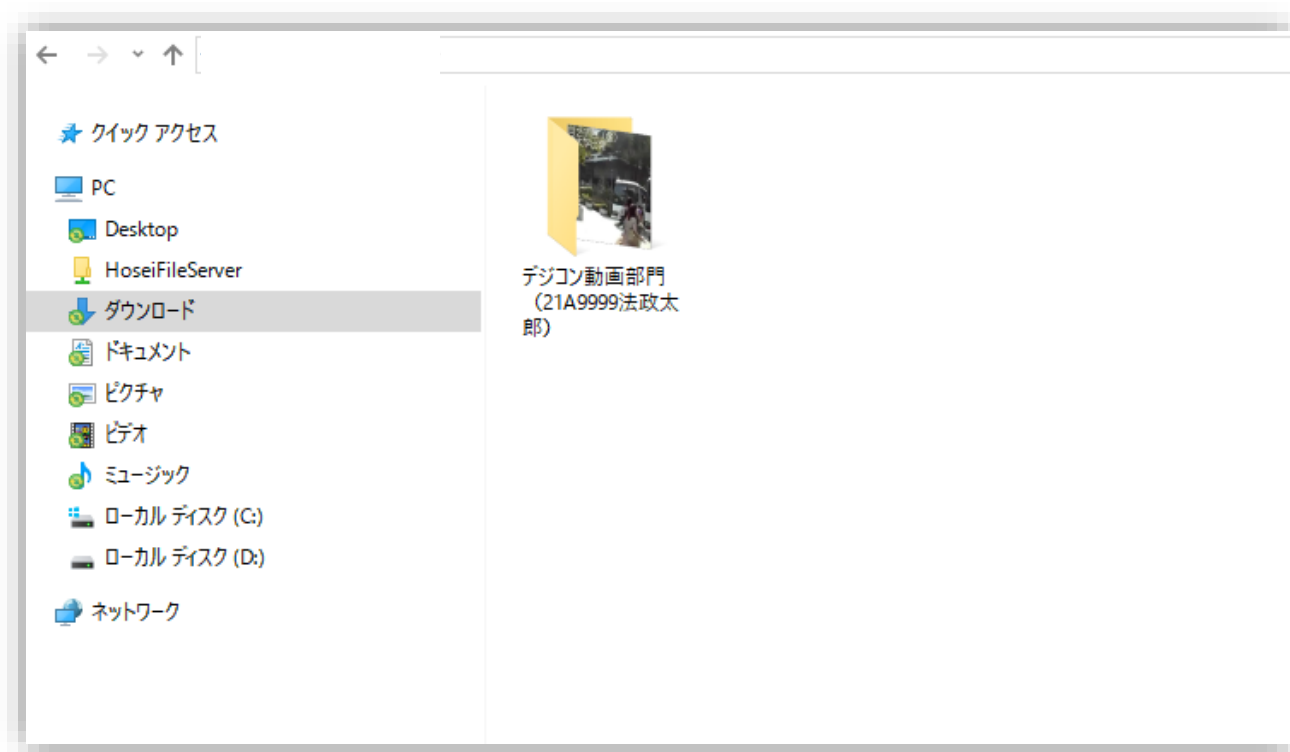 クイック アクセス
PC
Desktop
HoseiFileServer
ダウンロード
ドキュメント
ピクチャ
ビデオ
ミュージック
ローカル ディスク (C:)
ローカル ディスク (D:)
ネットワーク
デジコン動画部門
（21A9999法政太
郎）